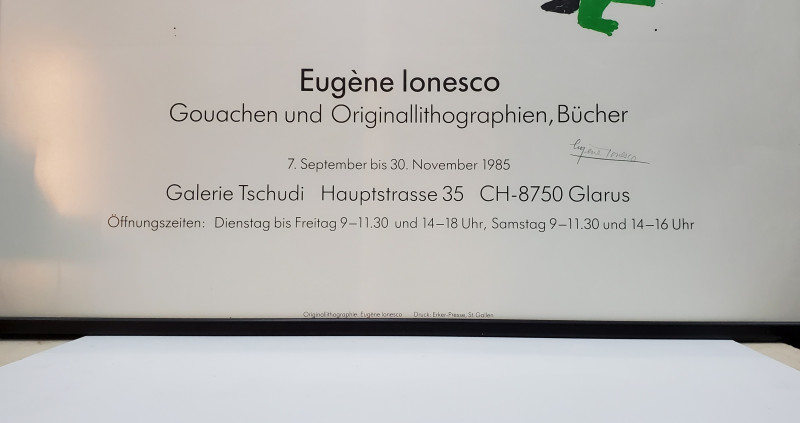 Eugène Ionesco
Gouachen und Originallithographien, Bücher
Eugène Ionesco
7. September bis 30. November 1985
Galerie Tschudi Hauptstrasse 35 CH-8750 Glarus
Öffnungszeiten: Dienstag bis Freitag 9–11.30 und 14–18 Uhr, Samstag 9–11.30 und 14–16 Uhr
Originallithographie: Eugène Ionesco Druck: Erker-Presse, St. Gallen